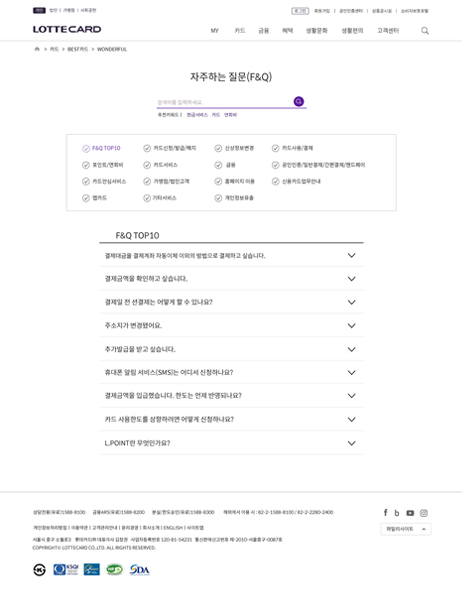 개인 법인 | 가맹점 | 사회공헌
로그인 회원가입 | 공인인증센터 | 상품공시실 | 소비자보호포털
LOTTECARD
MY 카드 금융 혜택 생활문화 생활편의 고객센터
> 카드 > BEST카드 > WONDERFUL
자주하는 질문(F&Q)
검색어를 입력하세요.
추천키워드 | 현금서비스 카드 연회비
F&Q TOP10 카드신청/발급/해지 신상정보변경 카드사용/결제
포인트/연회비 카드서비스 금융 공인인증/일반결제/간편결제/앤드페이
카드안심서비스 가맹점/법인고객 홈페이지 이용 신용카드업무안내
앱카드 기타서비스 개인정보유출
F&Q TOP10
결제대금을 결제계좌 자동이체 이외의 방법으로 결제하고 싶습니다.
결제금액을 확인하고 싶습니다.
결제일 전 선결제는 어떻게 할 수 있나요?
주소지가 변경됐어요.
추가발급을 받고 싶습니다.
휴대폰 알림 서비스(SMS)는 어디서 신청하나요?
결제금액을 입급했습니다. 한도는 언제 반영되나요?
카드 사용한도를 상향하려면 어떻게 신청하나요?
L.POINT란 무엇인가요?
상담전용(유료)1588-8100 금융ARS(유료)1588-8200 분실/한도승인(유료)1588-8300 해외에서 이용 시 : 82-2-1588-8100 / 82-2-2280-2400
개인정보처리방침 | 이용약관 | 고객권리안내 | 윤리경영 | 회사소개 | ENGLISH | 사이트맵
패밀리사이트
서울시 중구 소월로3 롯데카드㈜ 대표이사 김창권 사업자등록번호 120-81-54231 통신판매신고번호 제-2010-서울중구-0087호
COPYRIGHT© LOTTECARD CO.,LTD. ALL RIGHTS RESERVED.
KSQI
SDA